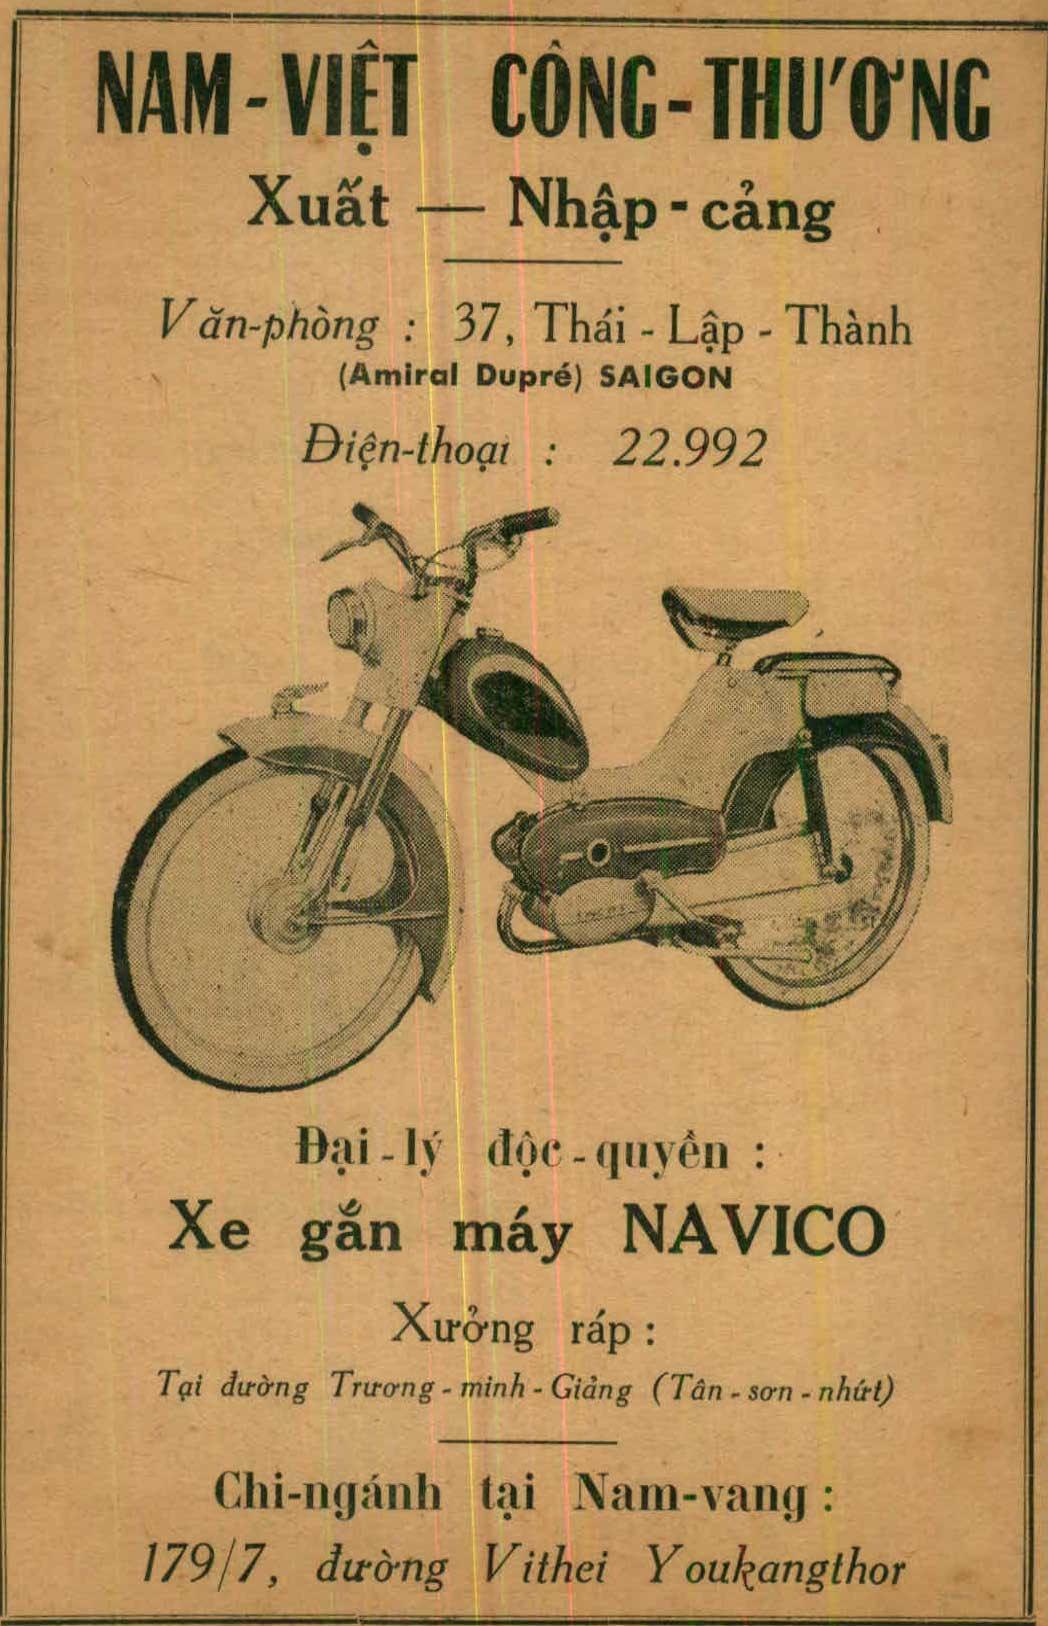 NAM - VIỆT CÔNG - THƯƠNG
Xuất — Nhập - cảng
Văn-phòng : 37, Thái - Lập - Thành
(Amiral Dupré) SAIGON
Điện-thoại : 22.992
Đại - lý độc - quyền :
Xe gắn máy NAVICO
Xưởng ráp :
Tại đường Trương - minh - Giảng (Tân - sơn - nhứt)
Chi-ngánh tại Nam-vang :
179/7, đường Vithei Youkangthor